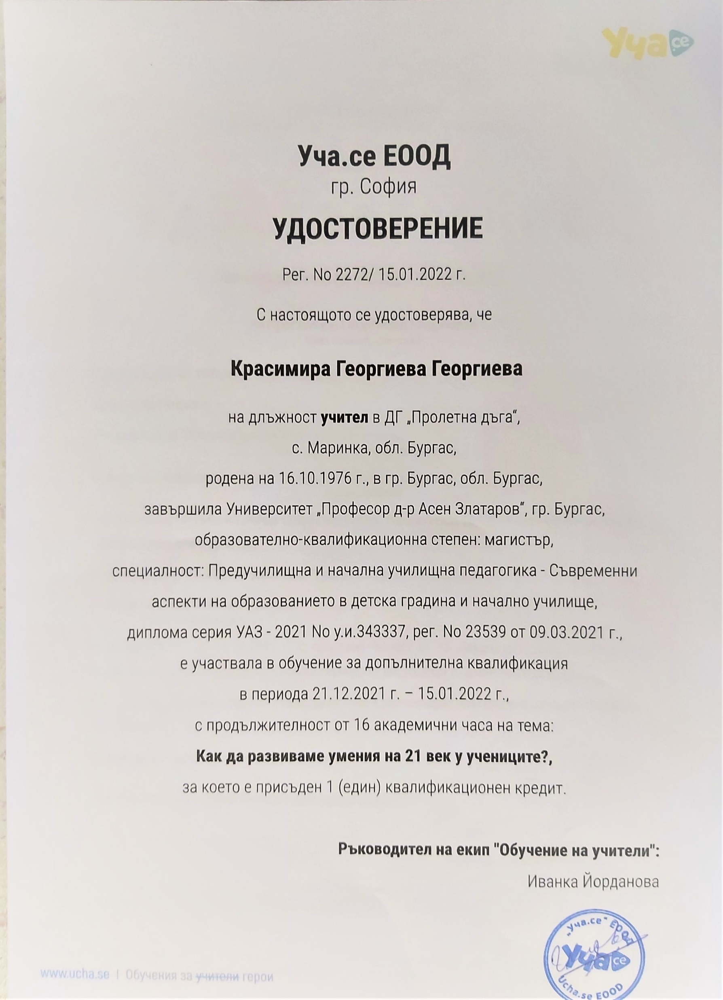 Уча.се
Уча.се ЕООД
гр. София
УДОСТОВЕРЕНИЕ
Рег. No 2272/ 15.01.2022 г.
С настоящото се удостоверява, че
Красимира Георгиева Георгиева
на длъжност учител в ДГ „Пролетна дъга“,
с. Маринка, обл. Бургас,
родена на 16.10.1976 г., в гр. Бургас, обл. Бургас,
завършила Университет „Професор д-р Асен Златаров“, гр. Бургас,
образователно-квалификационна степен: магистър,
специалност: Предучилищна и начална училищна педагогика - Съвременни
аспекти на образованието в детска градина и начално училище,
диплома серия УАЗ - 2021 No у.и.343337, рег. No 23539 от 09.03.2021 г.,
е участвала в обучение за допълнителна квалификация
в периода 21.12.2021 г. – 15.01.2022 г.,
с продължителност от 16 академични часа на тема:
Как да развиваме умения на 21 век у учениците?,
за което е присъден 1 (един) квалификационен кредит.
Ръководител на екип "Обучение на учители":
Иванка Йорданова
„Уча.се“ ЕООД
Уча.се
Ucha.se EOOD
www.ucha.se | Обучения за учители герои